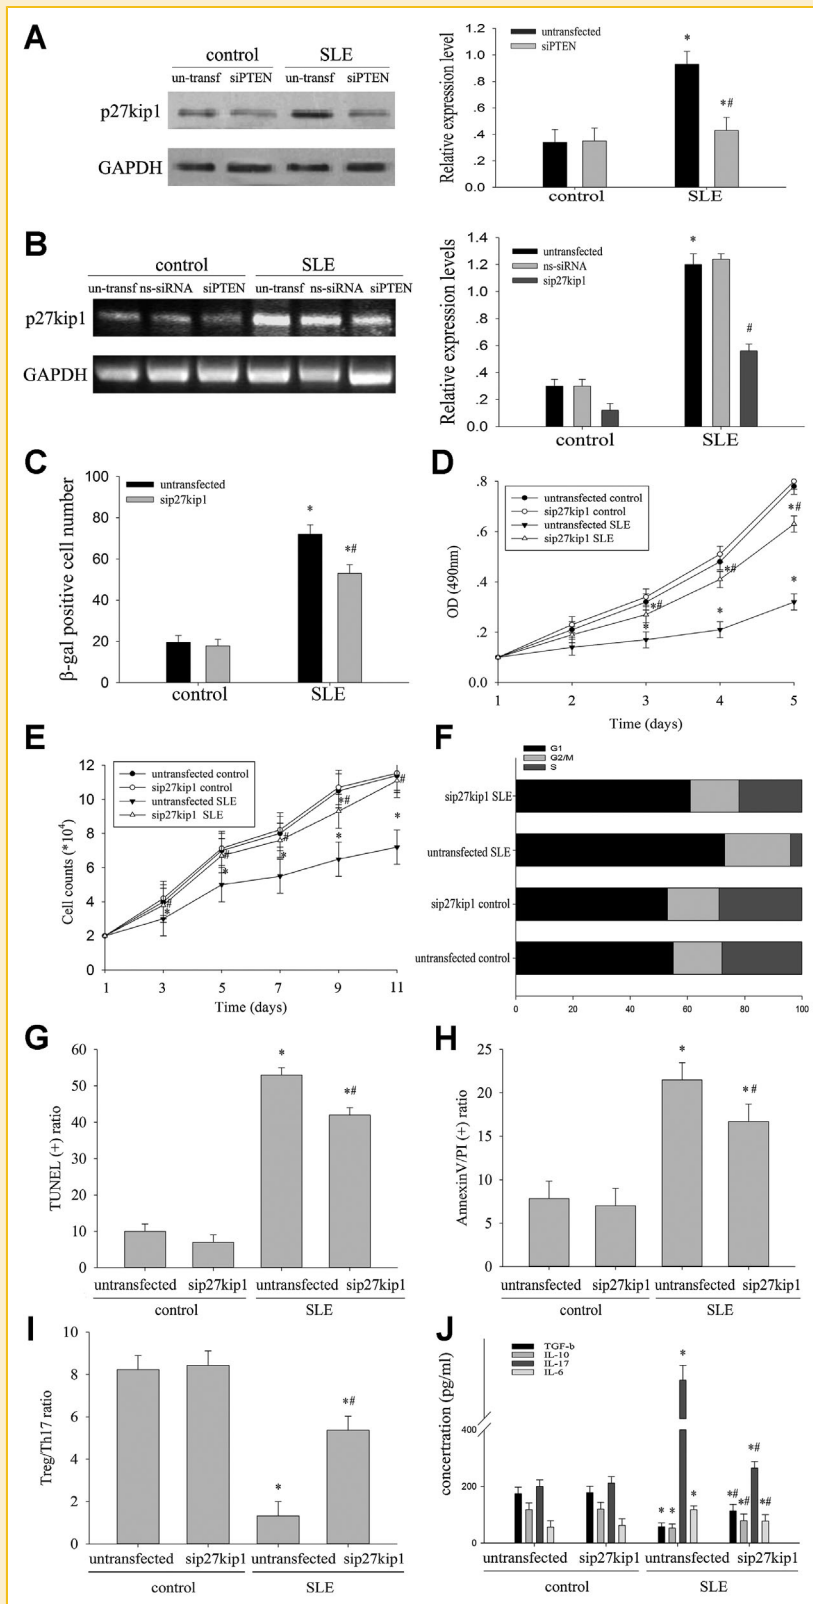 A
control SLE
un-transf siPTEN un-transf siPTEN
p27kip1
GAPDH
Relative expression level
1.2
1.0
.8
.6
.4
.2
0.0
untransfected
siPTEN
*
*#
control SLE
B
control SLE
un-transf ns-siRNA siPTEN un-transf ns-siRNA siPTEN
p27kip1
GAPDH
Relative expression levels
1.4
1.2
1.0
.8
.6
.4
.2
0.0
untransfected
ns-siRNA
sip27kip1
*
#
control SLE
C
β-gal positive cell number
100
80
60
40
20
0
untransfected
sip27kip1
*
*#
control SLE
D
OD (490nm)
.8
.6
.4
.2
0.0
untransfected control
sip27kip1 control
untransfected SLE
sip27kip1 SLE
*#
*#
*#
*
*
*
1 2 3 4 5
Time (days)
E
Cell counts (*10⁴)
12
10
8
6
4
2
0
untransfected control
sip27kip1 control
untransfected SLE
sip27kip1 SLE
#
*#
#
#
#
*
*
*
*
*
1 3 5 7 9 11
Time (days)
F
G1
G2/M
S
sip27kip1 SLE
untransfected SLE
sip27kip1 control
untransfected control
0 20 40 60 80 100
G
TUNEL (+) ratio
60
50
40
30
20
10
0
*
*#
untransfected sip27kip1 untransfected sip27kip1
control SLE
H
AnnexinV/PI (+) ratio
25
20
15
10
5
0
*
*#
untransfected sip27kip1 untransfected sip27kip1
control SLE
I
Treg/Th17 ratio
10
8
6
4
2
0
*
*#
untransfected sip27kip1 untransfected sip27kip1
control SLE
J
concertration (pg/ml)
400
200
0
TGF-b
IL-10
IL-17
IL-6
*
*#
* * * *# *# *#
untransfected sip27kip1 untransfected sip27kip1
control SLE